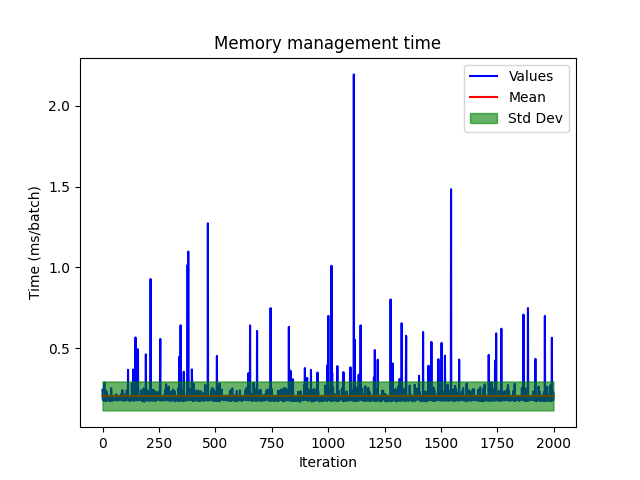 Memory management time
Values
Mean
Std Dev
Time (ms/batch)
2.0
1.5
1.0
0.5
0
250
500
750
1000
1250
1500
1750
2000
Iteration